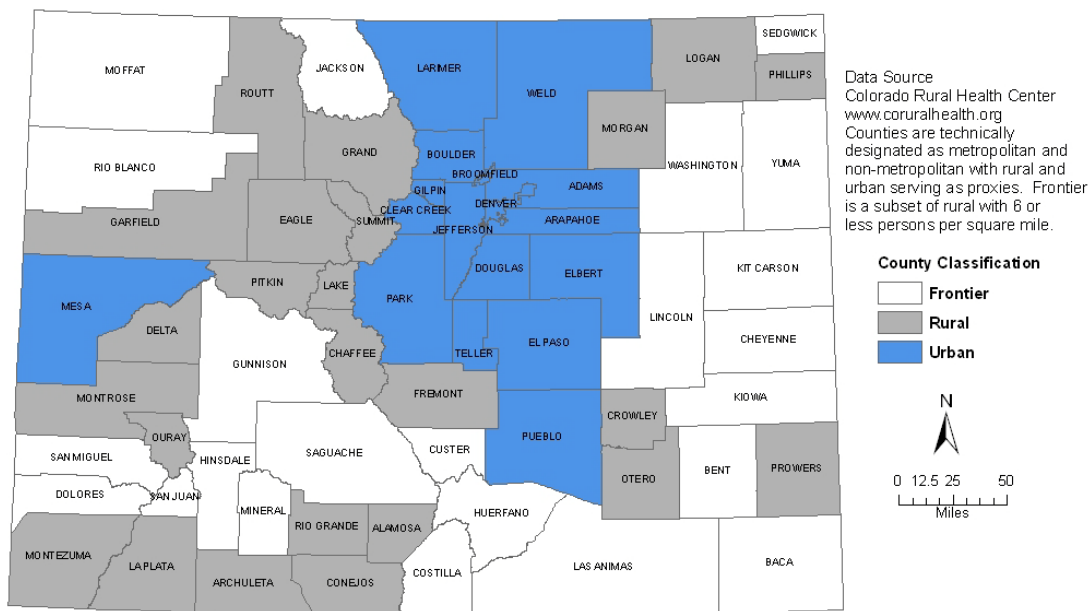 SEDGWICK
LOGAN
MOFFAT
JACKSON
LARIMER
PHILLIPS
ROUTT
WELD
MORGAN
GRAND
BOULDER
WASHINGTON
YUMA
RIO BLANCO
BROOMFIELD
GILPIN
ADAMS
DENVER
CLEAR CREEK
GARFIELD
EAGLE
SUMMIT
ARAPAHOE
JEFFERSON
DOUGLAS
ELBERT
KIT CARSON
PITKIN
LAKE
PARK
MESA
LINCOLN
DELTA
CHEYENNE
EL PASO
TELLER
CHAFFEE
GUNNISON
FREMONT
MONTROSE
KIOWA
CROWLEY
OURAY
PUEBLO
CUSTER
SAGUACHE
SAN MIGUEL
HINSDALE
BENT
PROWERS
OTERO
DOLORES
SAN JUAN
MINERAL
HUERFANO
RIO GRANDE
ALAMOSA
MONTEZUMA
LA PLATA
LAS ANIMAS
BACA
COSTILLA
ARCHULETA
CONEJOS
Data Source
Colorado Rural Health Center
www.coruralhealth.org
Counties are technically
designated as metropolitan and
non-metropolitan with rural and
urban serving as proxies. Frontier
is a subset of rural with 6 or
less persons per square mile.
County Classification
Frontier
Rural
Urban
N
0 12.5 25 50
Miles